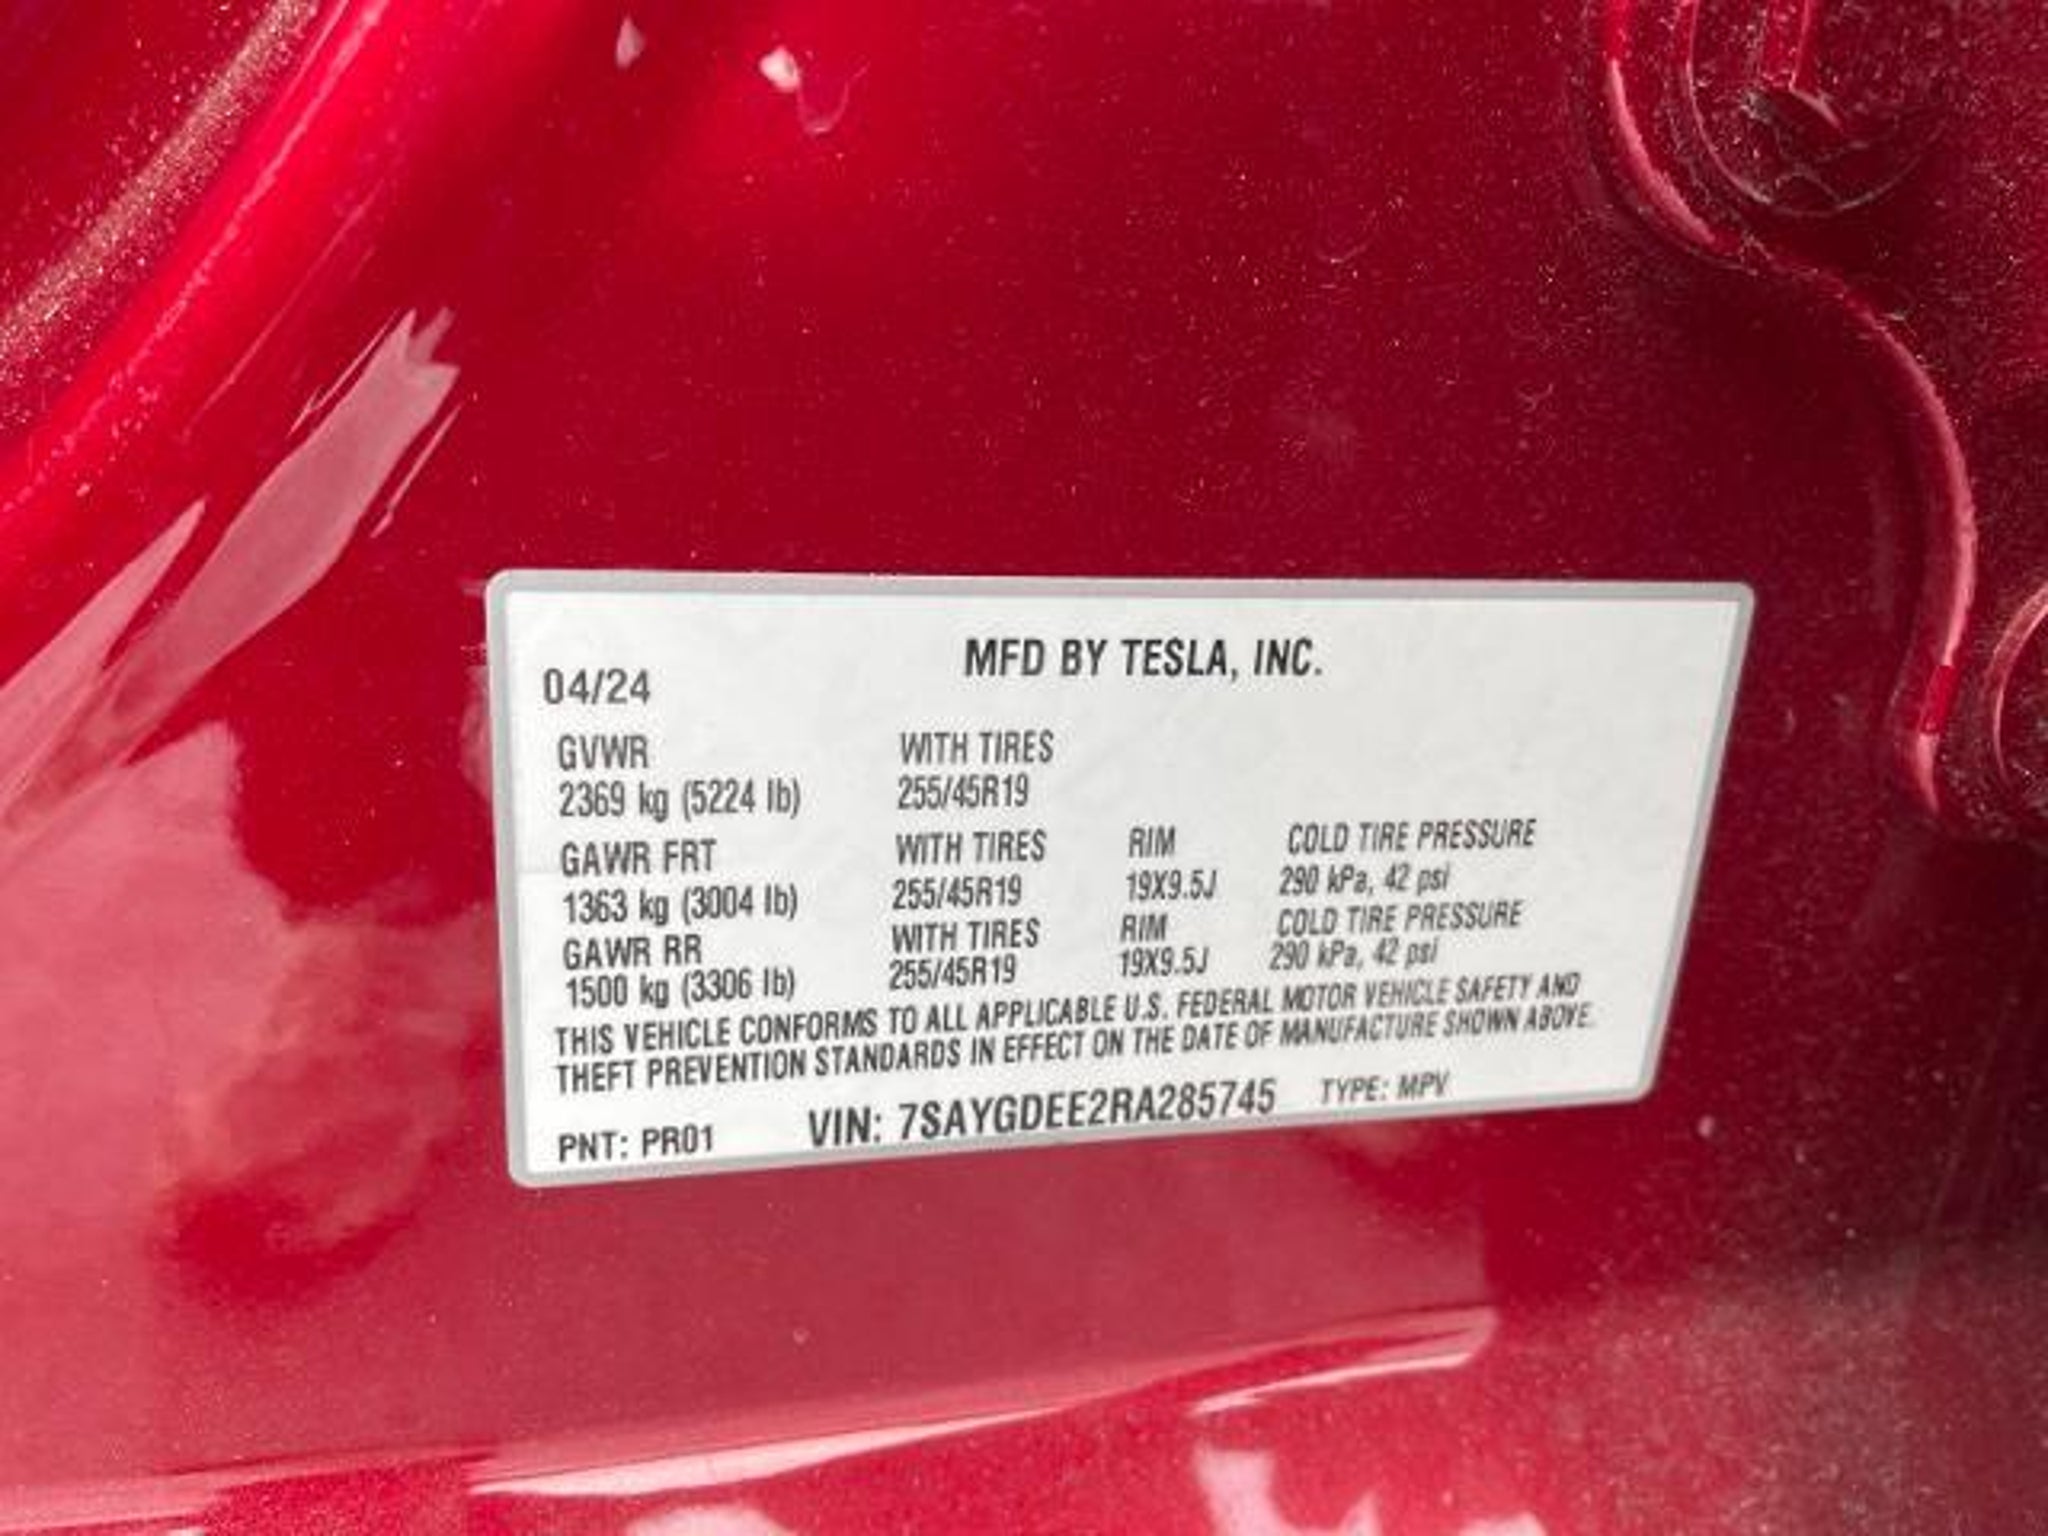 MFD BY TESLA, INC.
04/24
GVWR WITH TIRES
2369 kg (5224 lb) 255/45R19
GAWR FRT WITH TIRES RIM COLD TIRE PRESSURE
1363 kg (3004 lb) 255/45R19 19X9.5J 290 kPa, 42 psi
GAWR RR WITH TIRES RIM COLD TIRE PRESSURE
1500 kg (3306 lb) 255/45R19 19X9.5J 290 kPa, 42 psi
THIS VEHICLE CONFORMS TO ALL APPLICABLE U.S. FEDERAL MOTOR VEHICLE SAFETY AND
THEFT PREVENTION STANDARDS IN EFFECT ON THE DATE OF MANUFACTURE SHOWN ABOVE.
PNT: PR01 VIN: 7SAYGDEE2RA285745 TYPE: MPV